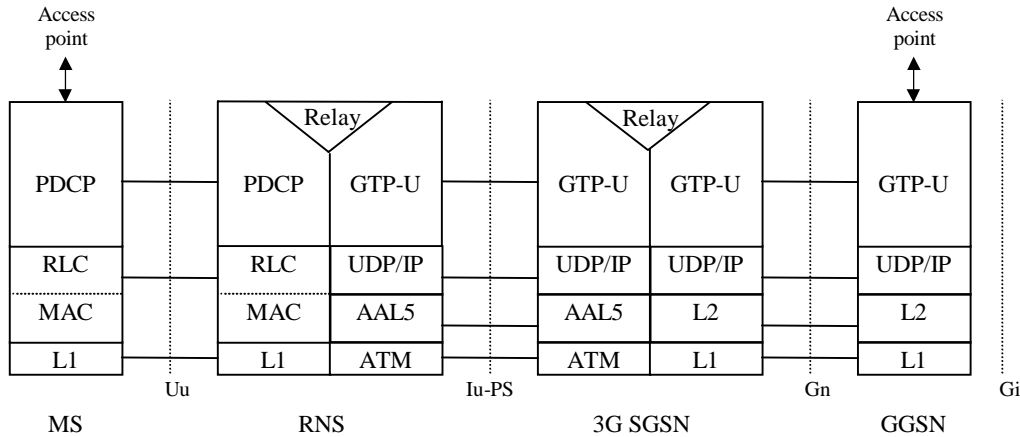 Access
point
Access
point
Relay
Relay
PDCP
PDCP
GTP-U
GTP-U
GTP-U
GTP-U
RLC
RLC
UDP/IP
UDP/IP
UDP/IP
UDP/IP
MAC
MAC
AAL5
AAL5
L2
L2
L1
L1
ATM
ATM
L1
L1
Uu
Iu-PS
Gn
Gi
MS
RNS
3G SGSN
GGSN